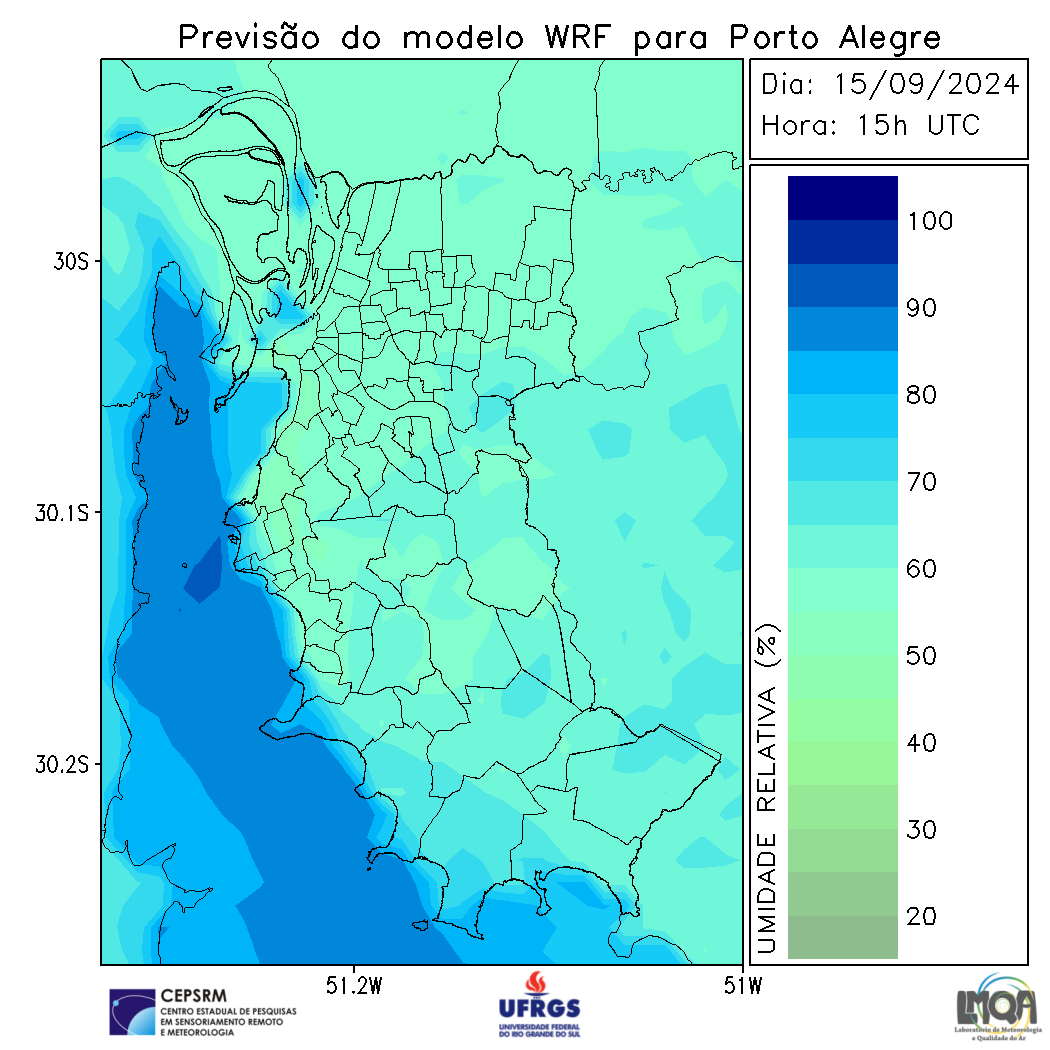 Previsão do modelo WRF para Porto Alegre
Dia: 15/09/2024
Hora: 15h UTC
30S
30.1S
30.2S
51.2W
51W
UMIDADE RELATIVA (%)
100
90
80
70
60
50
40
30
20
CEPSRM
CENTRO ESTADUAL DE PESQUISAS
EM SENSORIAMENTO REMOTO
E METEOROLOGIA
UFRGS
UNIVERSIDADE FEDERAL
DO RIO GRANDE DO SUL
LMQA
Laboratório de Meteorologia
e Qualidade do Ar